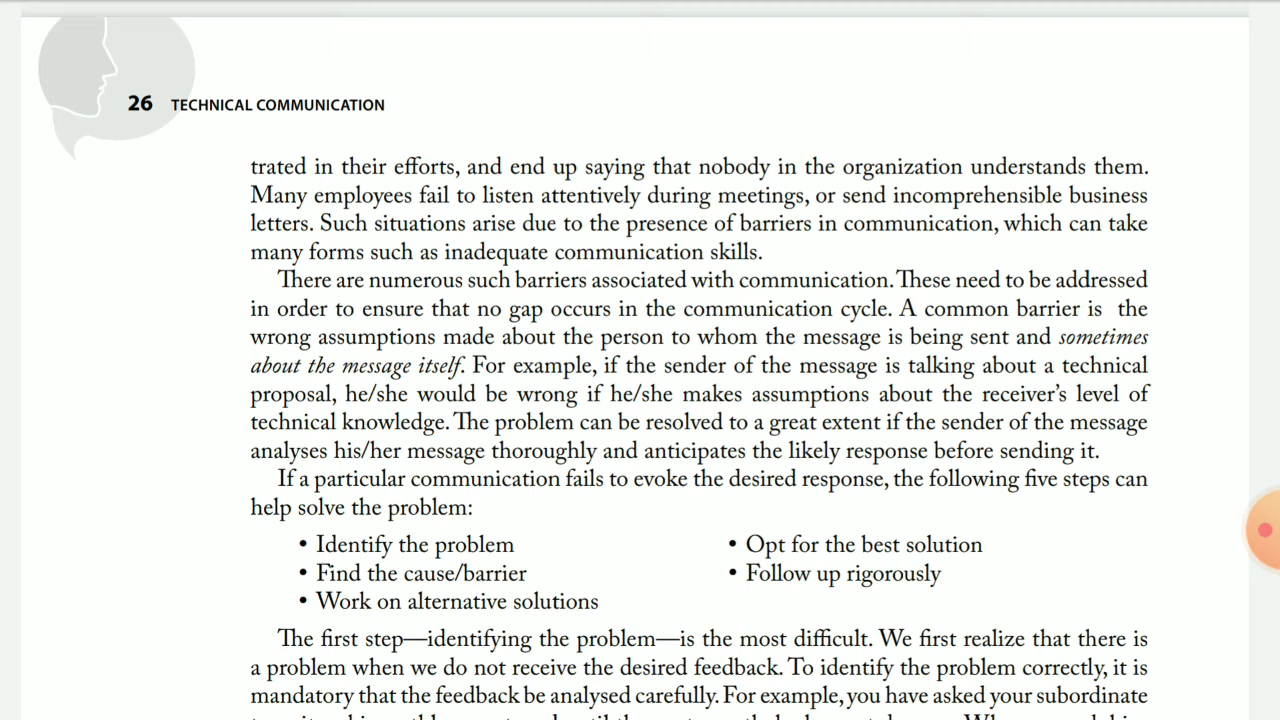 26 TECHNICAL COMMUNICATION
trated in their efforts, and end up saying that nobody in the organization understands them.
Many employees fail to listen attentively during meetings, or send incomprehensible business
letters. Such situations arise due to the presence of barriers in communication, which can take
many forms such as inadequate communication skills.
There are numerous such barriers associated with communication. These need to be addressed
in order to ensure that no gap occurs in the communication cycle. A common barrier is the
wrong assumptions made about the person to whom the message is being sent and sometimes
about the message itself. For example, if the sender of the message is talking about a technical
proposal, he/she would be wrong if he/she makes assumptions about the receiver's level of
technical knowledge. The problem can be resolved to a great extent if the sender of the message
analyses his/her message thoroughly and anticipates the likely response before sending it.
If a particular communication fails to evoke the desired response, the following five steps can
help solve the problem:
• Identify the problem
• Find the cause/barrier
• Work on alternative solutions
• Opt for the best solution
• Follow up rigorously
The first step—identifying the problem—is the most difficult. We first realize that there is
a problem when we do not receive the desired feedback. To identify the problem correctly, it is
mandatory that the feedback be analysed carefully. For example, you have asked your subordinate